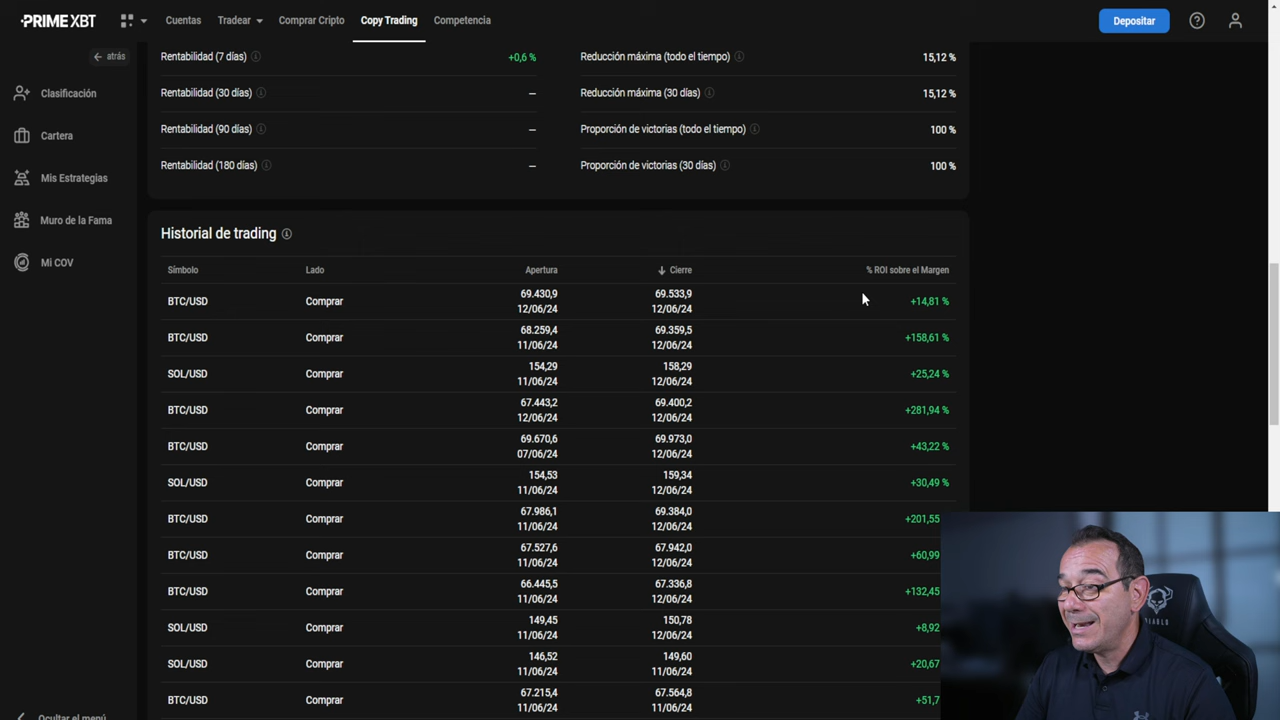 PRIME XBT
Cuentas
Tradear
Comprar Cripto
Copy Trading
Competencia
Depositar
atrás
Clasificación
Cartera
Mis Estrategias
Muro de la Fama
Mi COV
Ocultar el menú
Rentabilidad (7 días) +0,6 %
Reducción máxima (todo el tiempo) 15,12 %
Rentabilidad (30 días) –
Reducción máxima (30 días) 15,12 %
Rentabilidad (90 días) –
Proporción de victorias (todo el tiempo) 100 %
Rentabilidad (180 días) –
Proporción de victorias (30 días) 100 %
Historial de trading
Símbolo Lado Apertura Cierre % ROI sobre el Margen
BTC/USD Comprar 69.430,9 69.533,9 +14,81 %
12/06/24 12/06/24
BTC/USD Comprar 68.259,4 69.359,5 +158,61 %
11/06/24 12/06/24
SOL/USD Comprar 154,29 158,29 +25,24 %
11/06/24 12/06/24
BTC/USD Comprar 67.443,2 69.400,2 +281,94 %
12/06/24 12/06/24
BTC/USD Comprar 69.670,6 69.973,0 +43,22 %
07/06/24 12/06/24
SOL/USD Comprar 154,53 159,34 +30,49 %
11/06/24 12/06/24
BTC/USD Comprar 67.986,1 69.384,0 +201,55
11/06/24 12/06/24
BTC/USD Comprar 67.527,6 67.942,0 +60,99
11/06/24 12/06/24
BTC/USD Comprar 66.445,5 67.336,8 +132,45
11/06/24 12/06/24
SOL/USD Comprar 149,45 150,78 +8,92
11/06/24 12/06/24
SOL/USD Comprar 146,52 149,60 +20,67
11/06/24 11/06/24
BTC/USD Comprar 67.215,4 67.564,8 +51,7
11/06/24 11/06/24
DIABLO